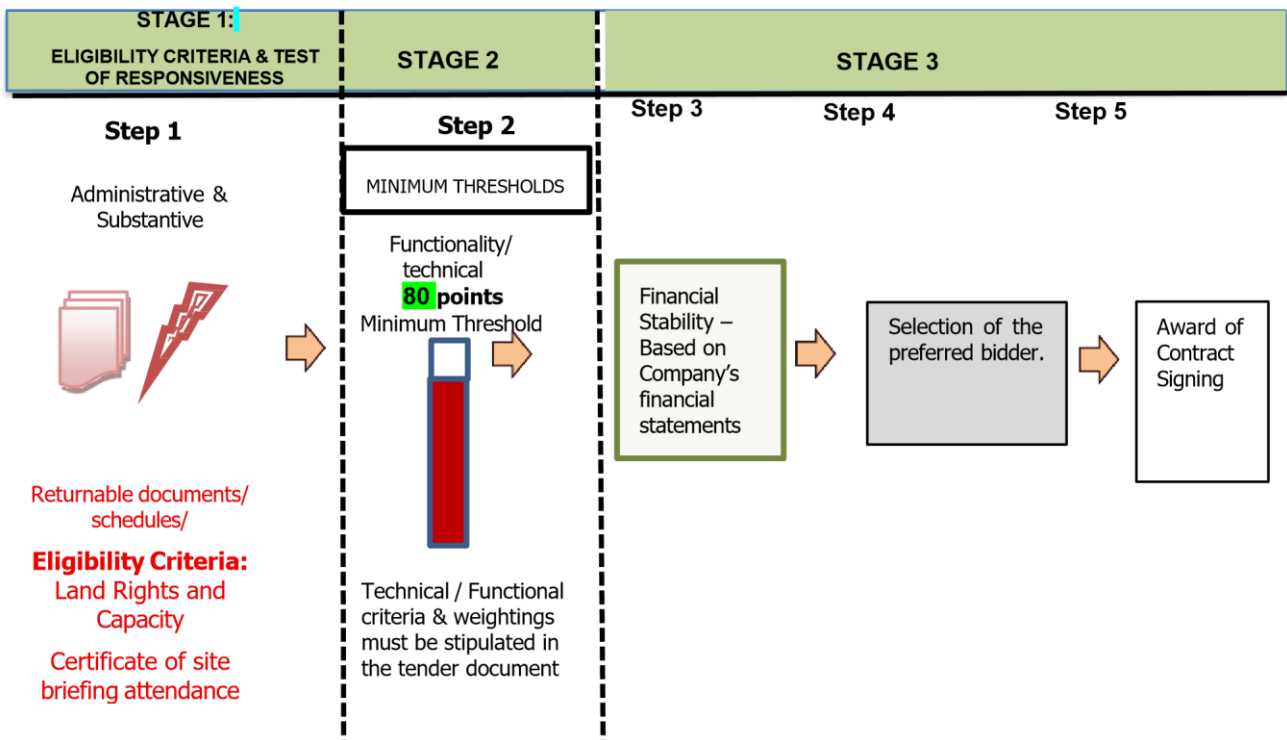 STAGE 1:
ELIGIBILITY CRITERIA & TEST
OF RESPONSIVENESS
STAGE 2
STAGE 3
Step 1
Administrative &
Substantive
Returnable documents/
schedules/
Eligibility Criteria:
Land Rights and
Capacity
Certificate of site
briefing attendance
Step 2
MINIMUM THRESHOLDS
Functionality/
technical
80 points
Minimum Threshold
Technical / Functional
criteria & weightings
must be stipulated in
the tender document
Step 3
Financial
Stability –
Based on
Company’s
financial
statements
Step 4
Selection of the
preferred bidder.
Step 5
Award of
Contract
Signing